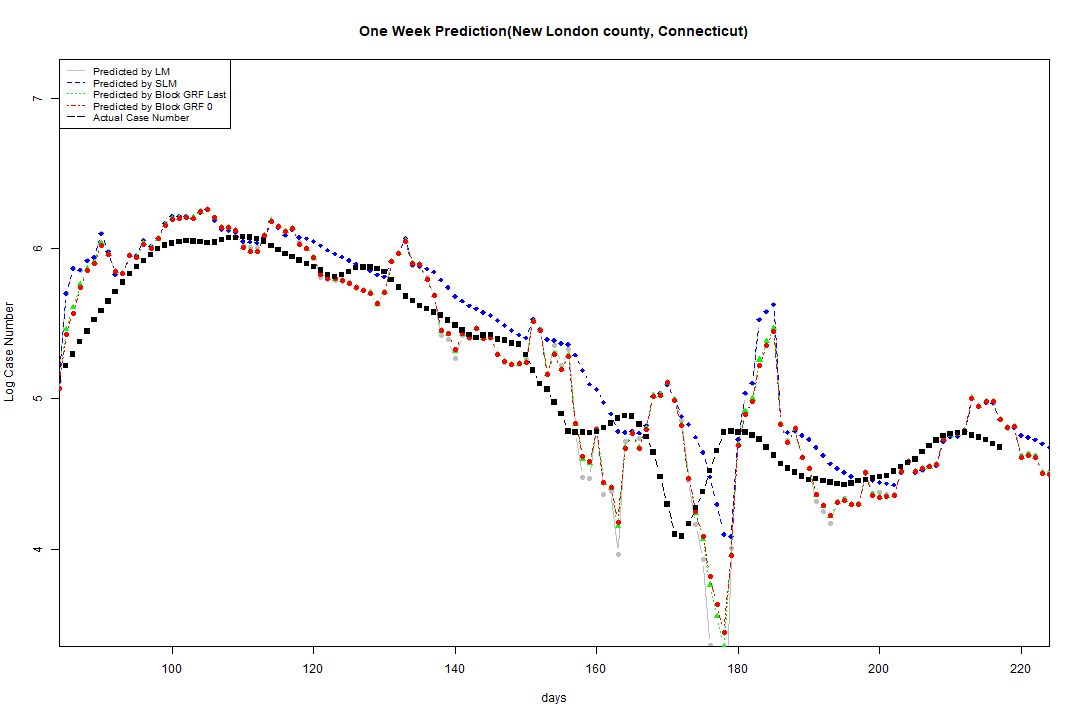 One Week Prediction(New London county, Connecticut)
Predicted by LM
Predicted by SLM
Predicted by Block GRF Last
Predicted by Block GRF 0
Actual Case Number
Log Case Number
7
6
5
4
100 120 140 160 180 200 220
days